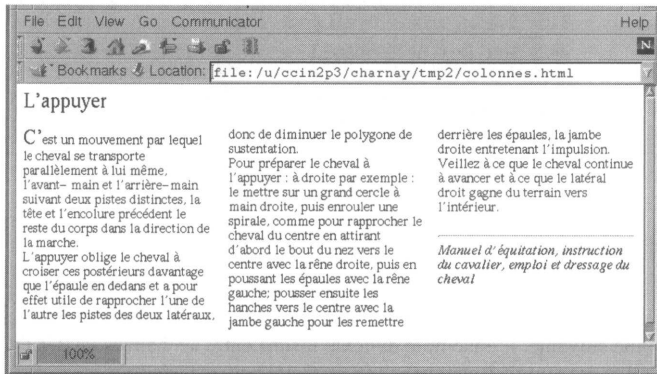 File Edit View Go Communicator Help
N
Bookmarks Location: file:/u/ccin2p3/charnay/tmp2/colonnes.html
L'appuyer
C'est un mouvement par lequel
le cheval se transporte
parallèlement à lui même,
l'avant- main et l'arrière-main
suivant deux pistes distinctes, la
tête et l'encolure précédent le
reste du corps dans la direction de
la marche.
L'appuyer oblige le cheval à
croiser ces postérieurs davantage
que l'épaule en dedans et a pour
effet utile de rapprocher l'une de
l'autre les pistes des deux latéraux,
donc de diminuer le polygone de
sustentation.
Pour préparer le cheval à
l'appuyer : à droite par exemple :
le mettre sur un grand cercle à
main droite, puis enrouler une
spirale, comme pour rapprocher le
cheval du centre en attirant
d'abord le bout du nez vers le
centre avec la rêne droite, puis en
poussant les épaules avec la rêne
gauche; pousser ensuite les
hanches vers le centre avec la
jambe gauche pour les remettre
derrière les épaules, la jambe
droite entretenant l'impulsion.
Veillez à ce que le cheval continue
à avancer et à ce que le latéral
droit gagne du terrain vers
l'intérieur.
Manuel d'équitation, instruction
du cavalier, emploi et dressage du
cheval
100%